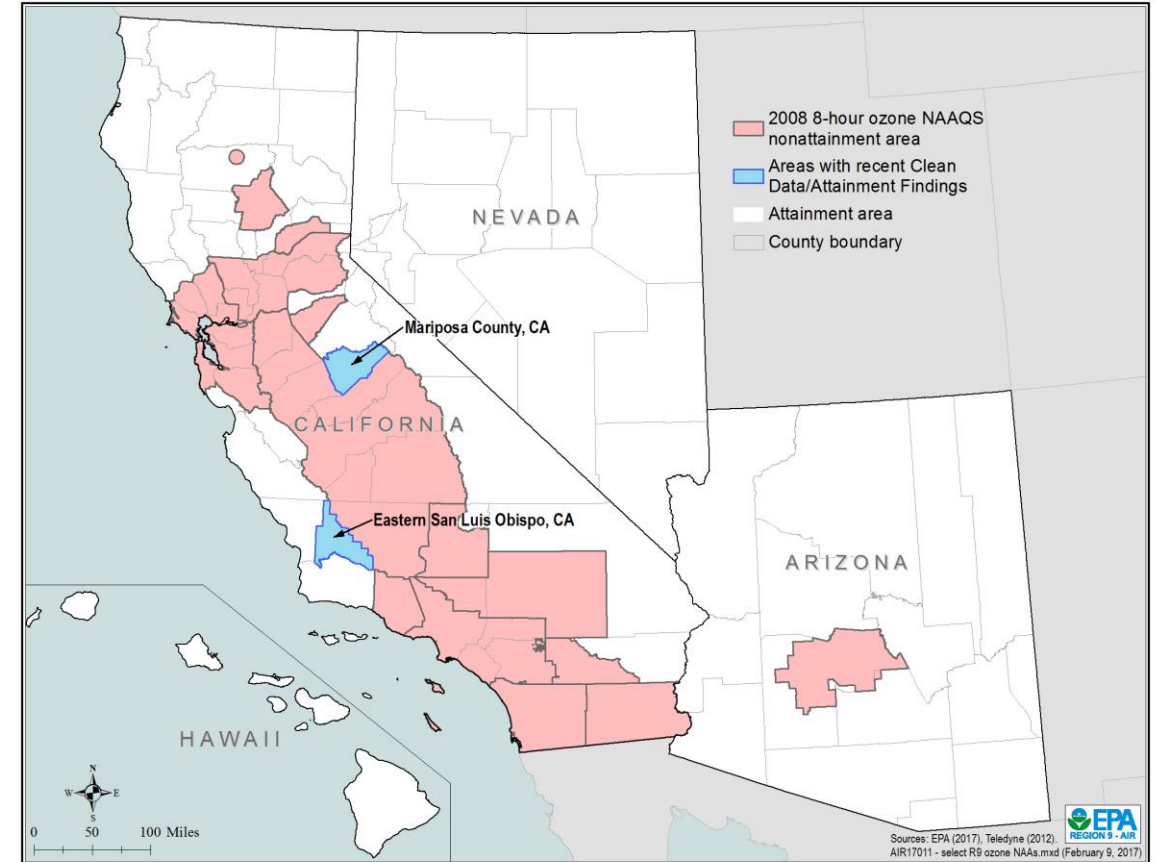 2008 8-hour ozone NAAQS
nonattainment area
Areas with recent Clean
Data/Attainment Findings
Attainment area
County boundary
NEVADA
Mariposa County, CA
CALIFORNIA
Eastern San Luis Obispo, CA
ARIZONA
HAWAII
N
W E
S
0 50 100 Miles
EPA
REGION 9 - AIR
Sources: EPA (2017), Teledyne (2012).
AIR17011 - select R9 ozone NAAs.mxd (February 9, 2017)